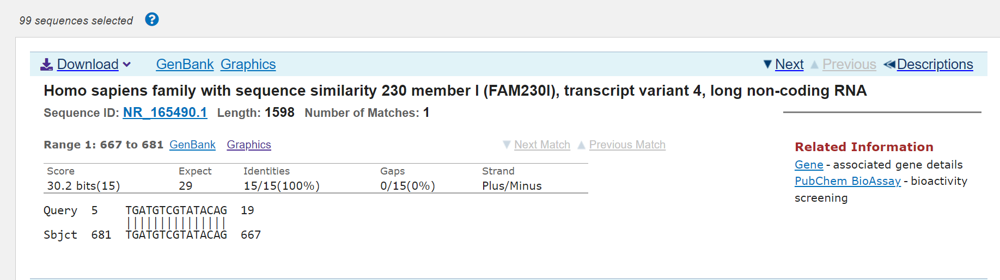 99 sequences selected ?
Download GenBank Graphics Next Previous Descriptions
Homo sapiens family with sequence similarity 230 member I (FAM230I), transcript variant 4, long non-coding RNA
Sequence ID: NR_165490.1 Length: 1598 Number of Matches: 1
Range 1: 667 to 681 GenBank Graphics Next Match Previous Match
Score Expect Identities Gaps Strand
30.2 bits(15) 29 15/15(100%) 0/15(0%) Plus/Minus
Query 5 TGATGTCGTATACAG 19
|||||||||||||||
Sbjct 681 TGATGTCGTATACAG 667
Related Information
Gene - associated gene details
PubChem BioAssay - bioactivity
screening